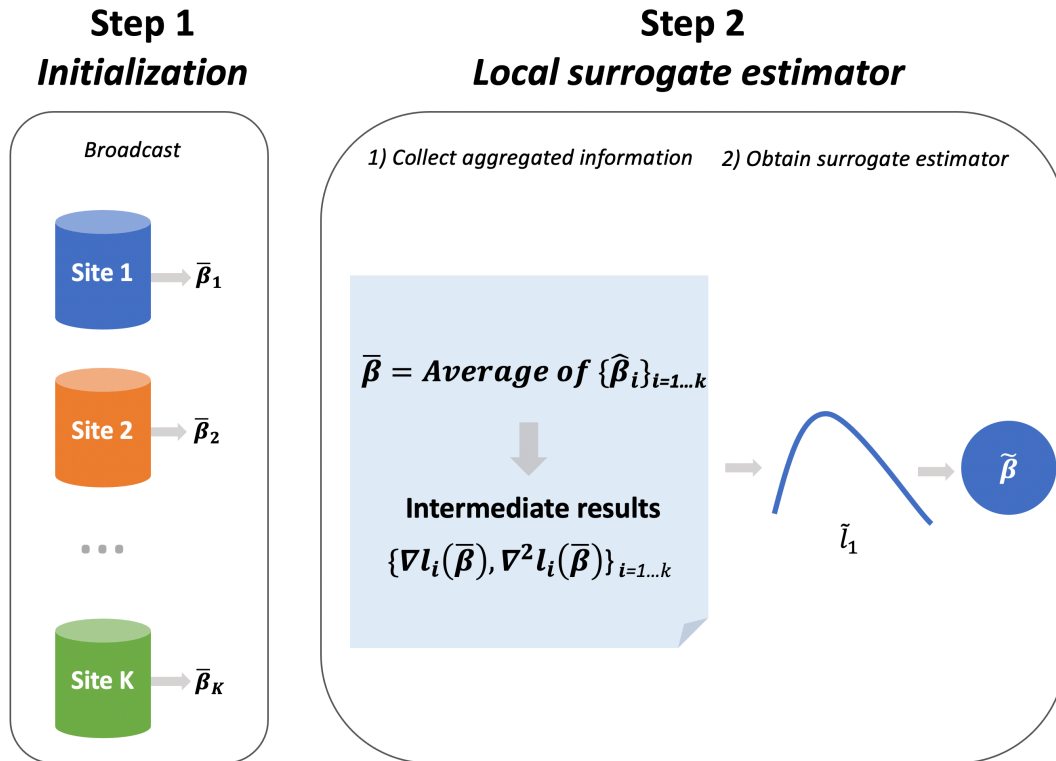 Step 1
Initialization
Broadcast
Site 1
β̅₁
Site 2
β̅₂
...
Site K
β̅_K
Step 2
Local surrogate estimator
1) Collect aggregated information
2) Obtain surrogate estimator
β̅ = Average of {β̂ᵢ}ᵢ₌₁…ₖ
Intermediate results
{∇lᵢ(β̅), ∇²lᵢ(β̅)}ᵢ₌₁…ₖ
l̃₁
β̃